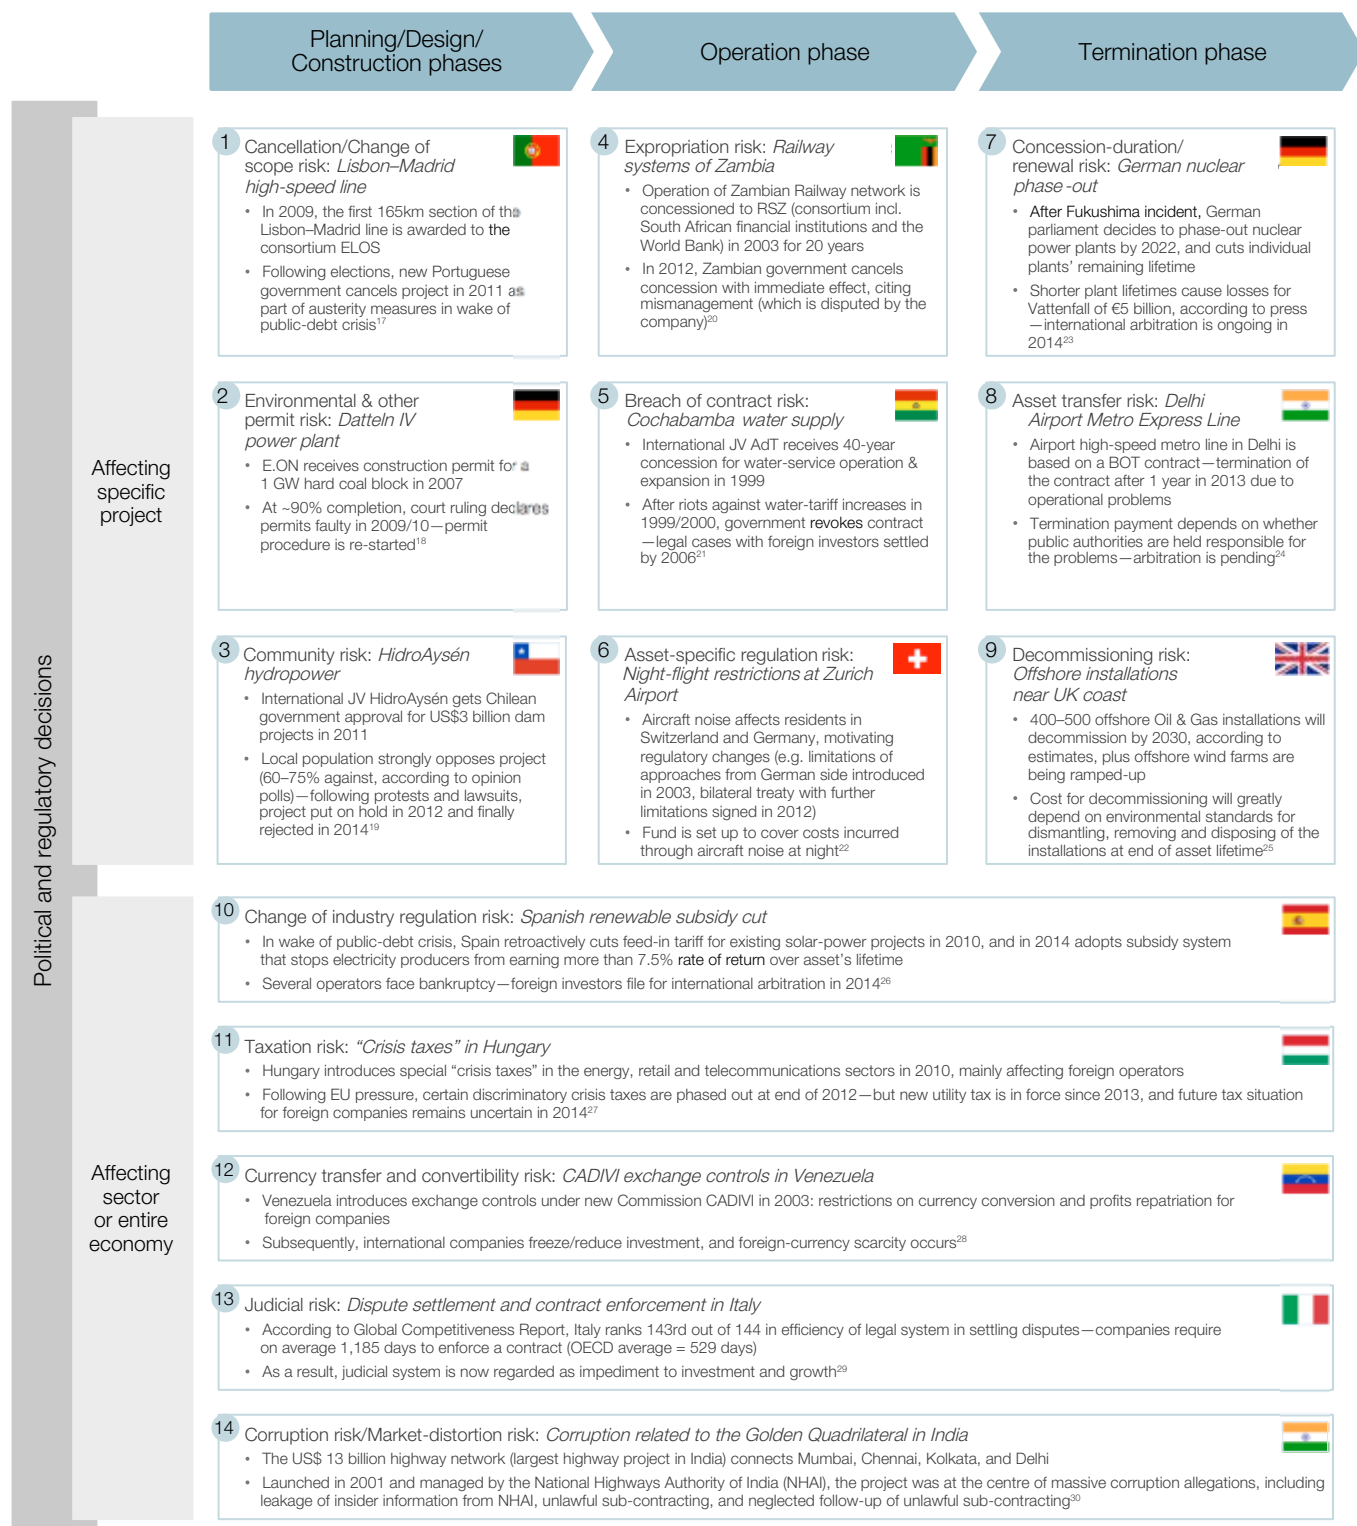 Planning/Design/
Construction phases
Operation phase
Termination phase
Political and regulatory decisions
Affecting
specific
project
1
Cancellation/Change of
scope risk: Lisbon–Madrid
high-speed line
• In 2009, the first 165km section of the
Lisbon–Madrid line is awarded to the
consortium ELOS
• Following elections, new Portuguese
government cancels project in 2011 as
part of austerity measures in wake of
public-debt crisis17
4
Expropriation risk: Railway
systems of Zambia
• Operation of Zambian Railway network is
concessioned to RSZ (consortium incl.
South African financial institutions and the
World Bank) in 2003 for 20 years
• In 2012, Zambian government cancels
concession with immediate effect, citing
mismanagement (which is disputed by the
company)20
7
Concession-duration/
renewal risk: German nuclear
phase -out
• After Fukushima incident, German
parliament decides to phase-out nuclear
power plants by 2022, and cuts individual
plants’ remaining lifetime
• Shorter plant lifetimes cause losses for
Vattenfall of €5 billion, according to press
—international arbitration is ongoing in
201423
2
Environmental & other
permit risk: Datteln IV
power plant
• E.ON receives construction permit for a
1 GW hard coal block in 2007
• At ~90% completion, court ruling declares
permits faulty in 2009/10—permit
procedure is re-started18
5
Breach of contract risk:
Cochabamba water supply
• International JV AdT receives 40-year
concession for water-service operation &
expansion in 1999
• After riots against water-tariff increases in
1999/2000, government revokes contract
—legal cases with foreign investors settled
by 200621
8
Asset transfer risk: Delhi
Airport Metro Express Line
• Airport high-speed metro line in Delhi is
based on a BOT contract—termination of
the contract after 1 year in 2013 due to
operational problems
• Termination payment depends on whether
public authorities are held responsible for
the problems—arbitration is pending24
3
Community risk: HidroAysén
hydropower
• International JV HidroAysén gets Chilean
government approval for US$3 billion dam
projects in 2011
• Local population strongly opposes project
(60–75% against, according to opinion
polls)—following protests and lawsuits,
project put on hold in 2012 and finally
rejected in 201419
6
Asset-specific regulation risk:
Night-flight restrictions at Zurich
Airport
• Aircraft noise affects residents in
Switzerland and Germany, motivating
regulatory changes (e.g. limitations of
approaches from German side introduced
in 2003, bilateral treaty with further
limitations signed in 2012)
• Fund is set up to cover costs incurred
through aircraft noise at night22
9
Decommissioning risk:
Offshore installations
near UK coast
• 400–500 offshore Oil & Gas installations will
decommission by 2030, according to
estimates, plus offshore wind farms are
being ramped-up
• Cost for decommissioning will greatly
depend on environmental standards for
dismantling, removing and disposing of the
installations at end of asset lifetime25
Affecting
sector
or entire
economy
10
Change of industry regulation risk: Spanish renewable subsidy cut
• In wake of public-debt crisis, Spain retroactively cuts feed-in tariff for existing solar-power projects in 2010, and in 2014 adopts subsidy system
that stops electricity producers from earning more than 7.5% rate of return over asset’s lifetime
• Several operators face bankruptcy—foreign investors file for international arbitration in 201426
11
Taxation risk: “Crisis taxes” in Hungary
• Hungary introduces special “crisis taxes” in the energy, retail and telecommunications sectors in 2010, mainly affecting foreign operators
• Following EU pressure, certain discriminatory crisis taxes are phased out at end of 2012—but new utility tax is in force since 2013, and future tax situation
for foreign companies remains uncertain in 201427
12
Currency transfer and convertibility risk: CADIVI exchange controls in Venezuela
• Venezuela introduces exchange controls under new Commission CADIVI in 2003: restrictions on currency conversion and profits repatriation for
foreign companies
• Subsequently, international companies freeze/reduce investment, and foreign-currency scarcity occurs28
13
Judicial risk: Dispute settlement and contract enforcement in Italy
• According to Global Competitiveness Report, Italy ranks 143rd out of 144 in efficiency of legal system in settling disputes—companies require
on average 1,185 days to enforce a contract (OECD average = 529 days)
• As a result, judicial system is now regarded as impediment to investment and growth29
14
Corruption risk/Market-distortion risk: Corruption related to the Golden Quadrilateral in India
• The US$ 13 billion highway network (largest highway project in India) connects Mumbai, Chennai, Kolkata, and Delhi
• Launched in 2001 and managed by the National Highways Authority of India (NHAI), the project was at the centre of massive corruption allegations, including
leakage of insider information from NHAI, unlawful sub-contracting, and neglected follow-up of unlawful sub-contracting30